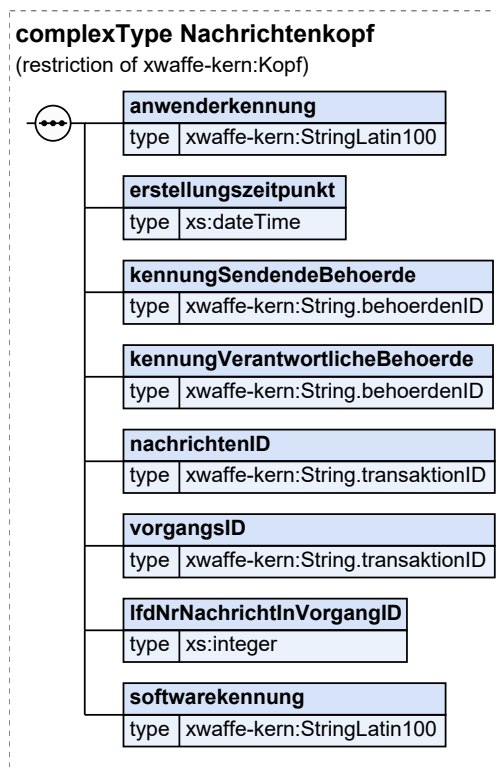 complexType Nachrichtenkopf
(restriction of xwaffe-kern:Kopf)
anwenderkennung
type xwaffe-kern:StringLatin100
erstellungszeitpunkt
type xs:dateTime
kennungSendendeBehoerde
type xwaffe-kern:String.behoerdenID
kennungVerantwortlicheBehoerde
type xwaffe-kern:String.behoerdenID
nachrichtenID
type xwaffe-kern:String.transaktionID
vorgangsID
type xwaffe-kern:String.transaktionID
lfdNrNachrichtInVorgangID
type xs:integer
softwarekennung
type xwaffe-kern:StringLatin100